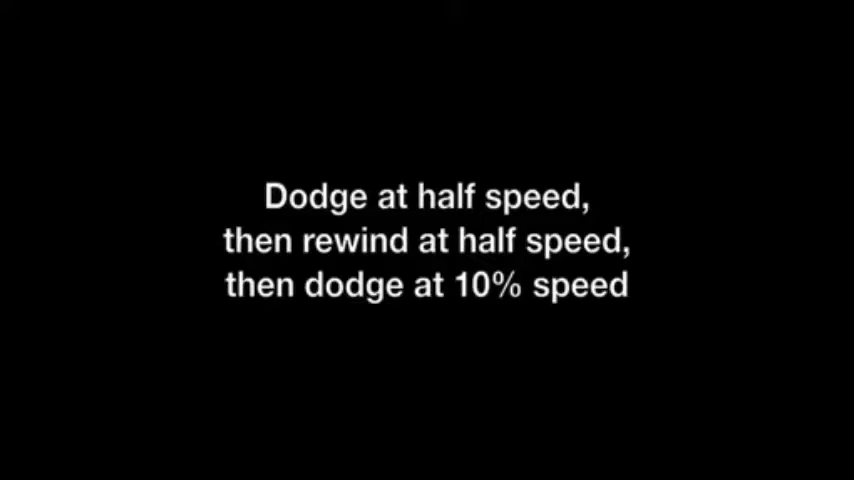 Dodge at half speed,
then rewind at half speed,
then dodge at 10% speed